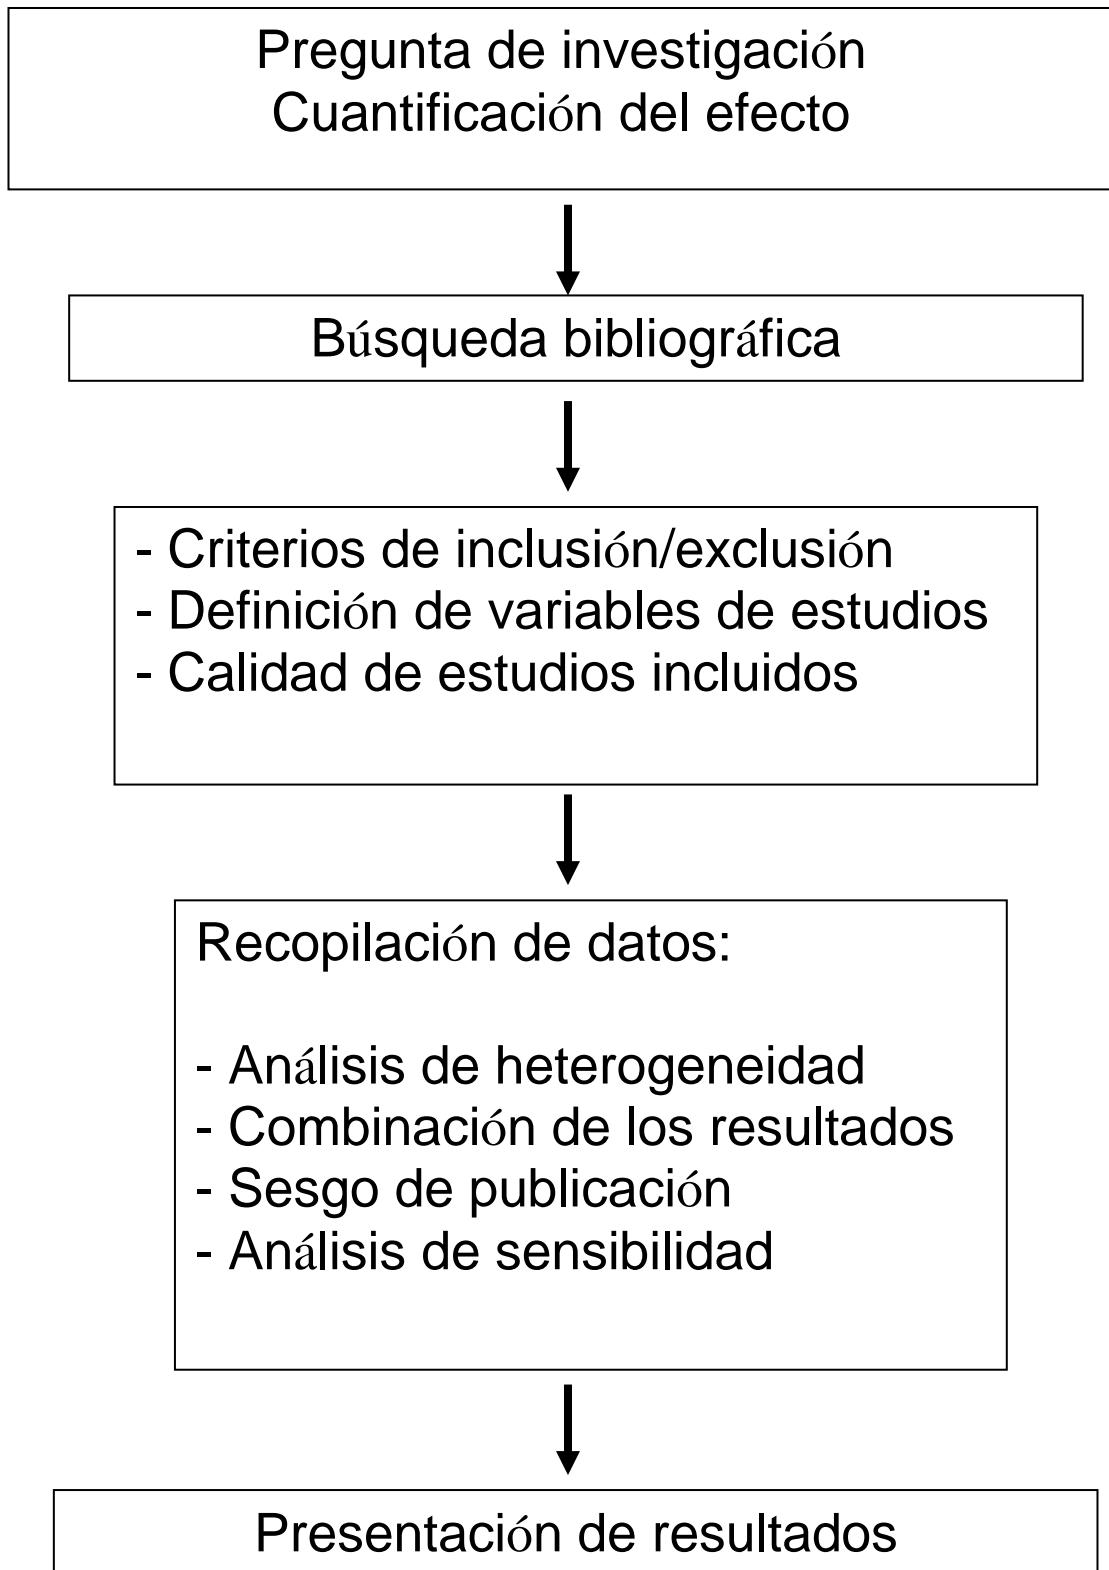 Pregunta de investigación
Cuantificación del efecto
Búsqueda bibliográfica
- Criterios de inclusión/exclusión
- Definición de variables de estudios
- Calidad de estudios incluidos
Recopilación de datos:
- Análisis de heterogeneidad
- Combinación de los resultados
- Sesgo de publicación
- Análisis de sensibilidad
Presentación de resultados